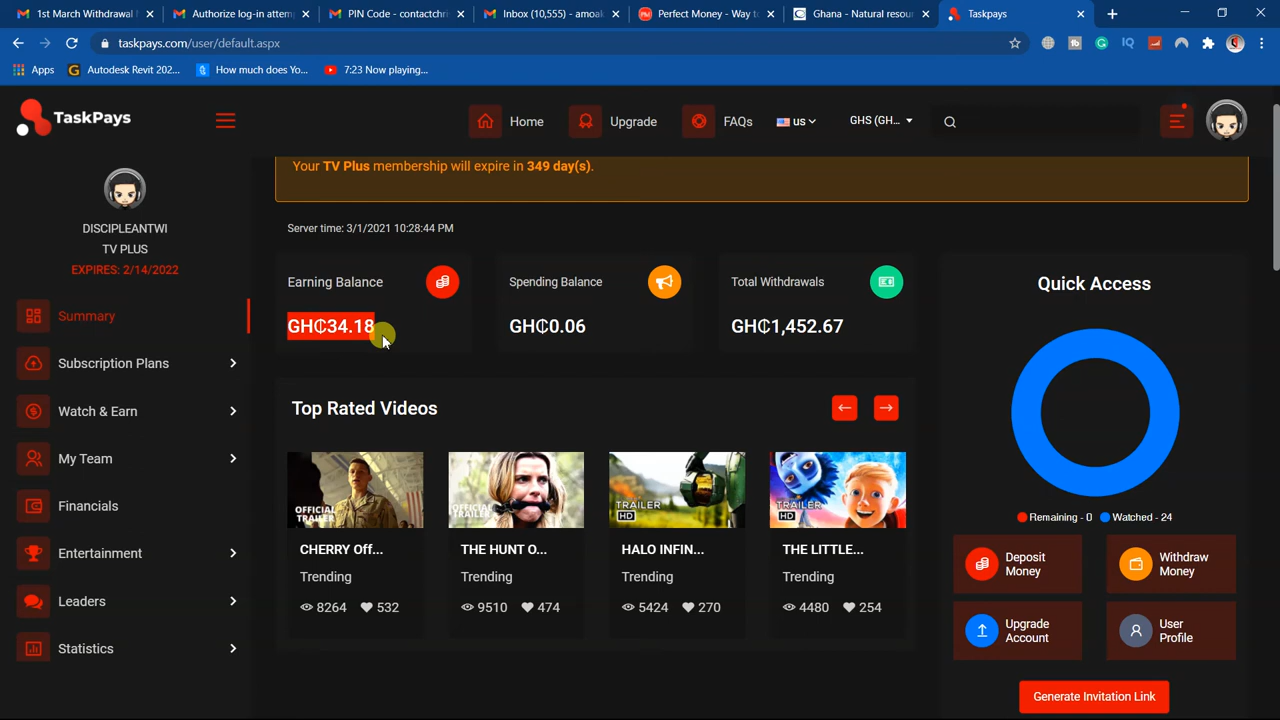 1st March Withdrawal
Authorize log-in attemp
PIN Code - contactchri
Inbox (10,555) - amoak
Perfect Money - Way to
Ghana - Natural resour
Taskpays
taskpays.com/user/default.aspx
Apps
Autodesk Revit 202...
How much does Yo...
7:23 Now playing...
TaskPays
Home
Upgrade
FAQs
us
GHS (GH...
Your TV Plus membership will expire in 349 day(s).
DISCIPLEANTWI
TV PLUS
EXPIRES: 2/14/2022
Summary
Subscription Plans
Watch & Earn
My Team
Financials
Entertainment
Leaders
Statistics
Server time: 3/1/2021 10:28:44 PM
Earning Balance
GH₵34.18
Spending Balance
GH₵0.06
Total Withdrawals
GH₵1,452.67
Top Rated Videos
OFFICIAL
TRAILER
CHERRY Off...
Trending
8264 532
OFFICIAL
TRAILER
THE HUNT O...
Trending
9510 474
TRAILER
HD
HALO INFIN...
Trending
5424 270
TRAILER
HD
THE LITTLE...
Trending
4480 254
Quick Access
Remaining - 0 Watched - 24
Deposit
Money
Withdraw
Money
Upgrade
Account
User
Profile
Generate Invitation Link